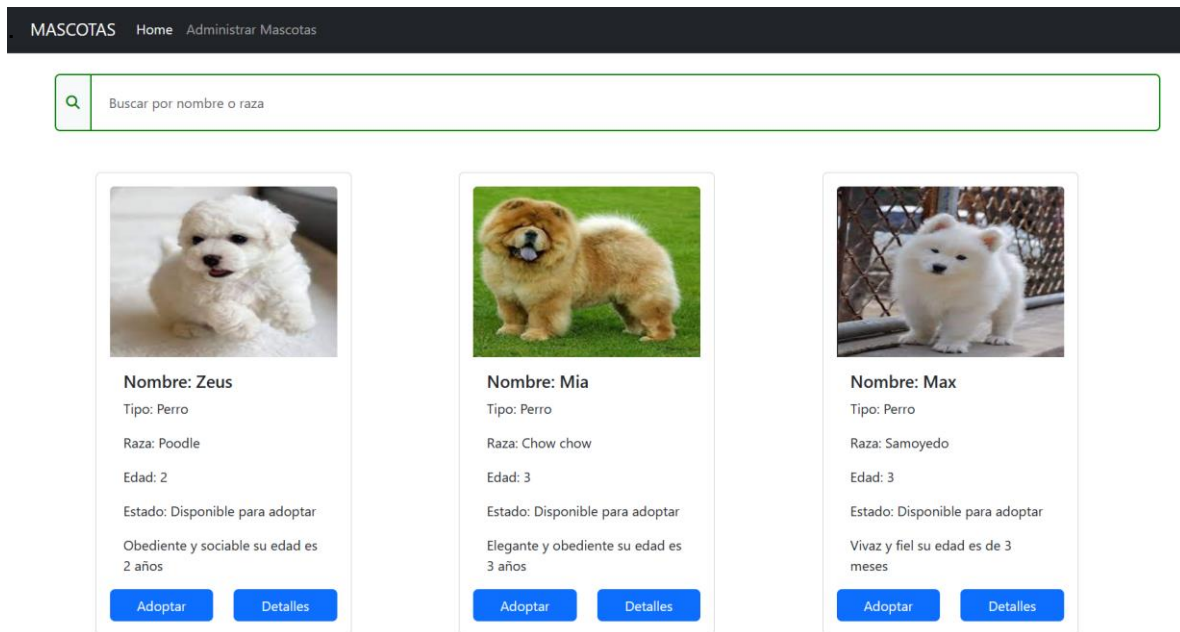 MASCOTAS Home Administrar Mascotas
Buscar por nombre o raza
Nombre: Zeus
Tipo: Perro
Raza: Poodle
Edad: 2
Estado: Disponible para adoptar
Obediente y sociable su edad es
2 años
Adoptar Detalles
Nombre: Mia
Tipo: Perro
Raza: Chow chow
Edad: 3
Estado: Disponible para adoptar
Elegante y obediente su edad es
3 años
Adoptar Detalles
Nombre: Max
Tipo: Perro
Raza: Samoyedo
Edad: 3
Estado: Disponible para adoptar
Vivaz y fiel su edad es de 3
meses
Adoptar Detalles